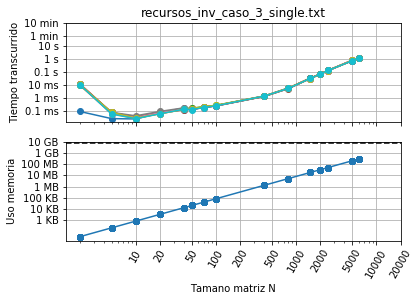 recursos_inv_caso_3_single.txt
Tiempo transcurrido
10 min
1 min
10 s
1 s
0.1 s
10 ms
1 ms
0.1 ms
Uso memoria
10 GB
1 GB
100 MB
10 MB
1 MB
100 KB
10 KB
1 KB
10
20
50
100
200
500
1000
2000
5000
10000
20000
Tamano matriz N